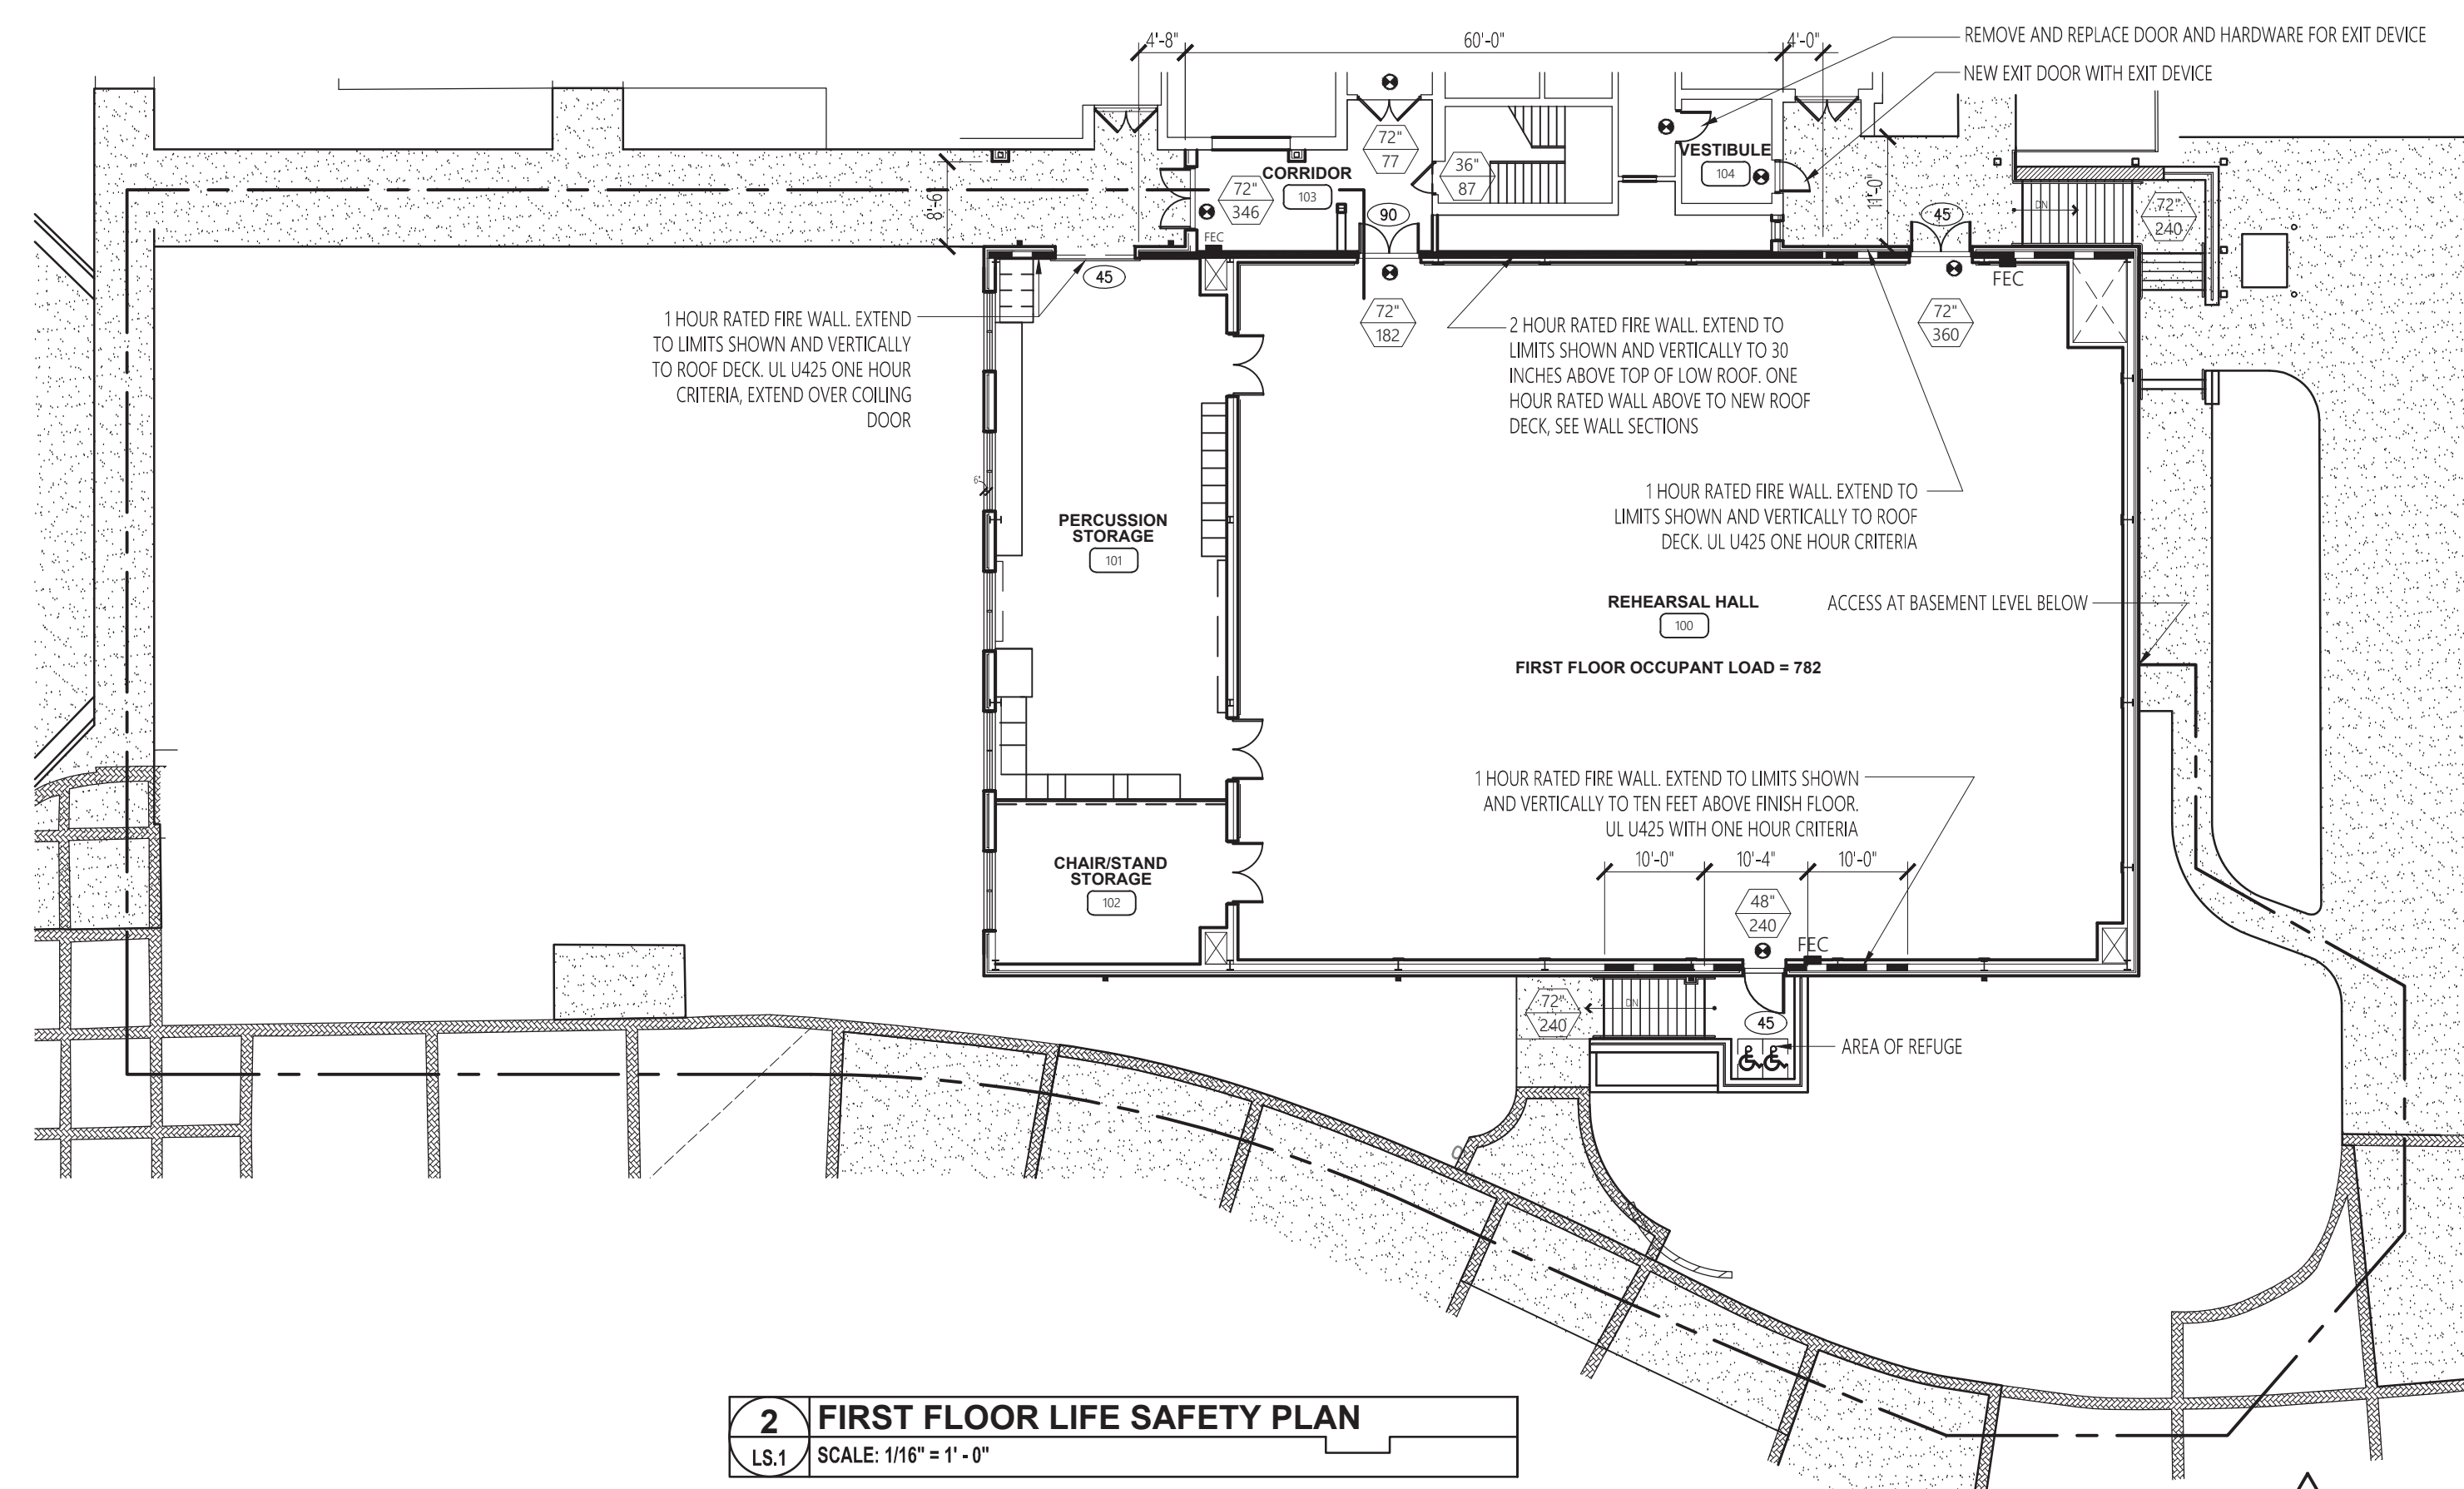 4'-8"
60'-0"
4'-0"
REMOVE AND REPLACE DOOR AND HARDWARE FOR EXIT DEVICE
NEW EXIT DOOR WITH EXIT DEVICE
72"
77
36"
87
VESTIBULE
104
8'-6"
72"
346
CORRIDOR
103
90
11'-0"
45
DN
72"
240
FEC
45
FEC
1 HOUR RATED FIRE WALL. EXTEND
TO LIMITS SHOWN AND VERTICALLY
TO ROOF DECK. UL U425 ONE HOUR
CRITERIA, EXTEND OVER COILING
DOOR
72"
182
2 HOUR RATED FIRE WALL. EXTEND TO
LIMITS SHOWN AND VERTICALLY TO 30
INCHES ABOVE TOP OF LOW ROOF. ONE
HOUR RATED WALL ABOVE TO NEW ROOF
DECK, SEE WALL SECTIONS
72"
360
6"
1 HOUR RATED FIRE WALL. EXTEND TO
LIMITS SHOWN AND VERTICALLY TO ROOF
DECK. UL U425 ONE HOUR CRITERIA
PERCUSSION
STORAGE
101
REHEARSAL HALL
100
ACCESS AT BASEMENT LEVEL BELOW
FIRST FLOOR OCCUPANT LOAD = 782
1 HOUR RATED FIRE WALL. EXTEND TO LIMITS SHOWN
AND VERTICALLY TO TEN FEET ABOVE FINISH FLOOR.
UL U425 WITH ONE HOUR CRITERIA
10'-0"
10'-4"
10'-0"
CHAIR/STAND
STORAGE
102
48"
240
FEC
72"
240
DN
45
AREA OF REFUGE
2
LS.1
FIRST FLOOR LIFE SAFETY PLAN
SCALE: 1/16" = 1' - 0"